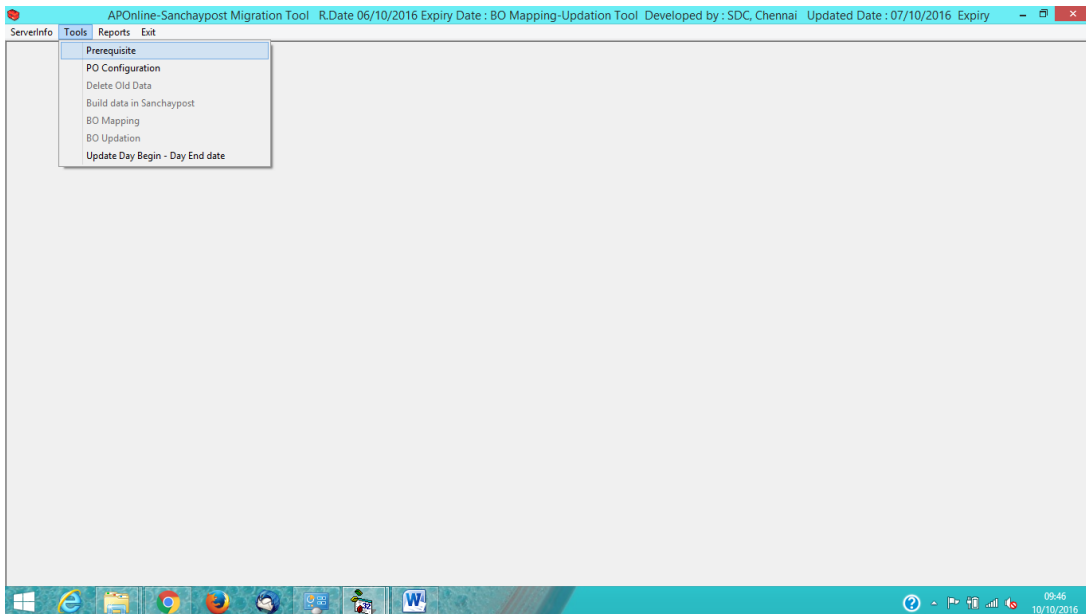 APOnline-Sanchaypost Migration Tool R.Date 06/10/2016 Expiry Date : BO Mapping-Updation Tool Developed by : SDC, Chennai Updated Date : 07/10/2016 Expiry
ServerInfo Tools Reports Exit
Prerequisite
PO Configuration
Delete Old Data
Build data in Sanchaypost
BO Mapping
BO Updation
Update Day Begin - Day End date
09:46
10/10/2016